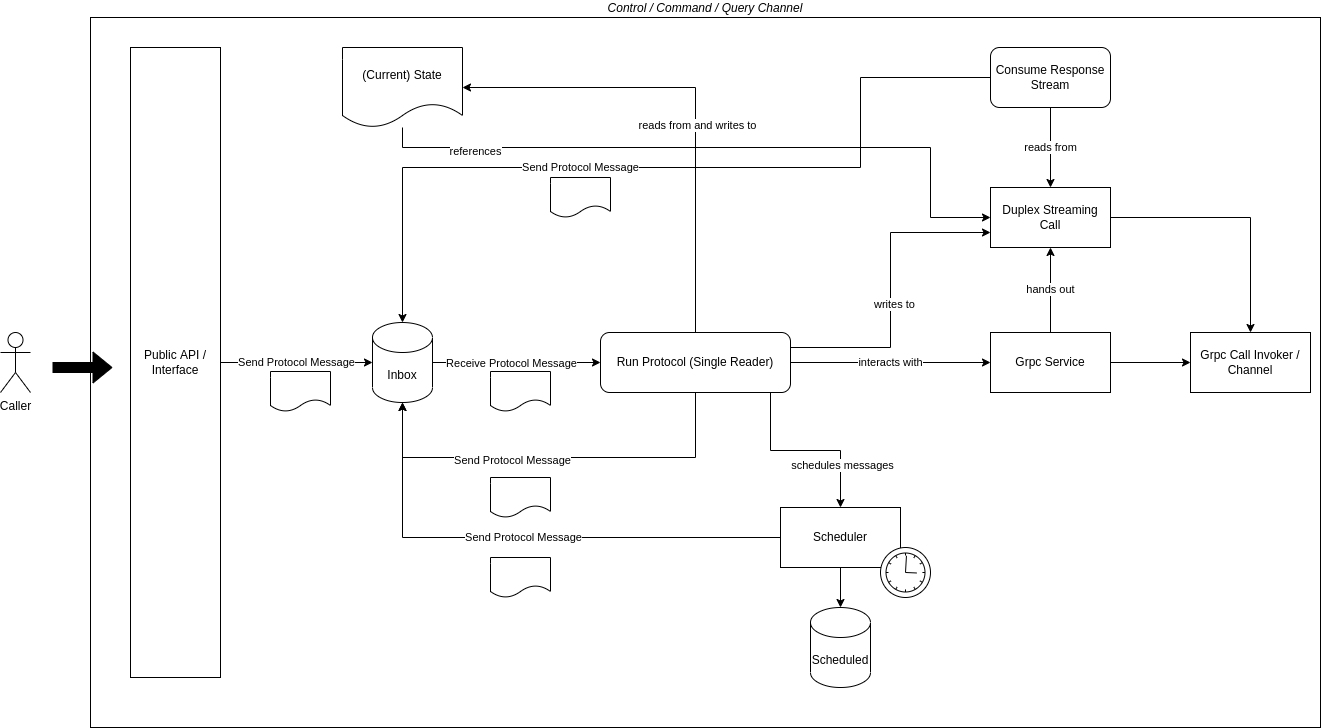 Control / Command / Query Channel
(Current) State
Consume Response
Stream
reads from and writes to
references
reads from
Send Protocol Message
Duplex Streaming
Call
hands out
writes to
Public API /
Interface
Send Protocol Message
Inbox
Receive Protocol Message
Run Protocol (Single Reader)
interacts with
Grpc Service
Grpc Call Invoker /
Channel
Caller
Send Protocol Message
schedules messages
Send Protocol Message
Scheduler
Scheduled